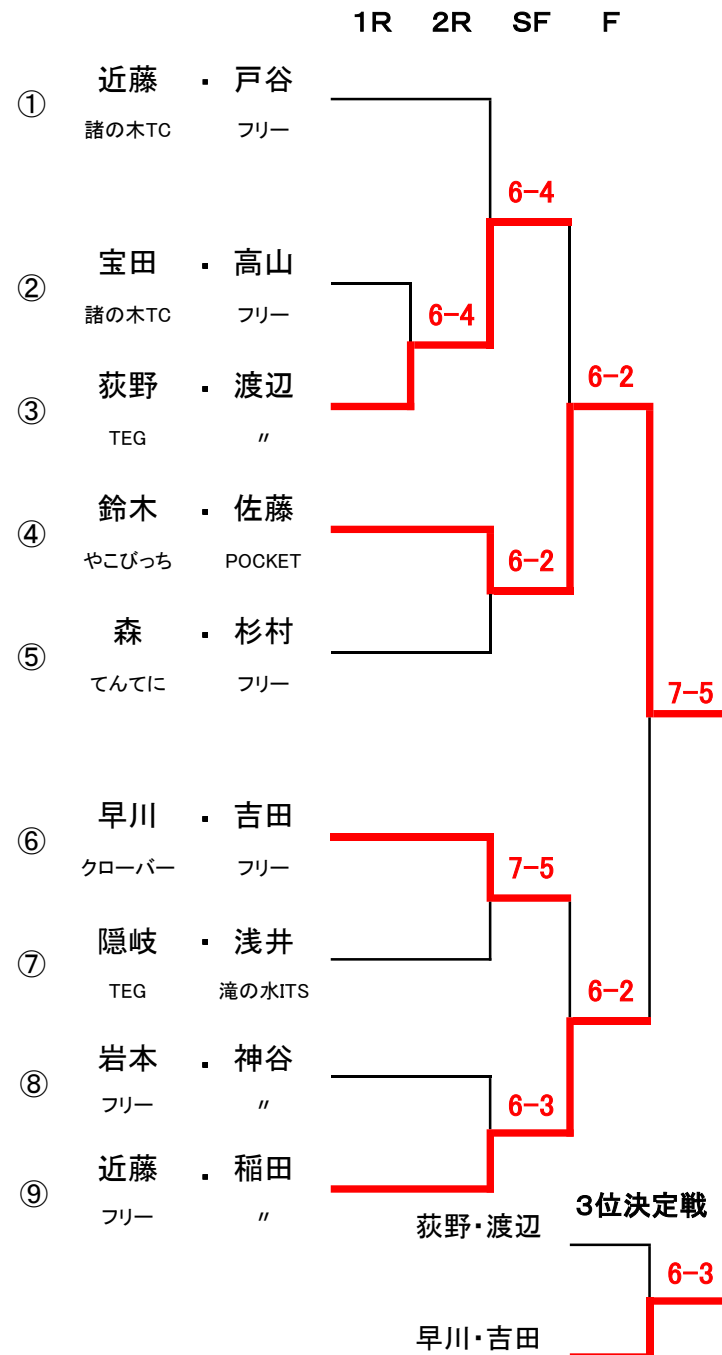 1R 2R SF F
① 近藤 ・ 戸谷
諸の木TC フリー
6-4
② 宝田 ・ 高山
諸の木TC フリー
6-4
③ 荻野 ・ 渡辺
TEG 〃
6-2
④ 鈴木 ・ 佐藤
やこびっち POCKET
6-2
⑤ 森 ・ 杉村
てんてに フリー
7-5
⑥ 早川 ・ 吉田
クローバー フリー
7-5
⑦ 隠岐 ・ 浅井
TEG 滝の水ITS
6-2
⑧ 岩本 ・ 神谷
フリー 〃
6-3
⑨ 近藤 ・ 稲田
フリー 〃
3位決定戦
荻野・渡辺
6-3
早川・吉田